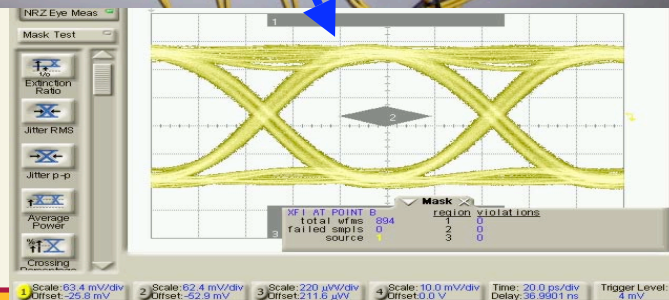 NRZ Eye Meas
Mask Test
1
Extinction
Ratio
Jitter RMS
Jitter p-p
Average
Power
Crossing
2
3
Mask
XFI AT POINT B
total wfms 894
failed smpls 0
source 1
region violations
1 0
2 0
3 0
1 Scale:63.4 mV/div
Offset:-25.8 mV
2 Scale:62.4 mV/div
Offset:-52.9 mV
3 Scale:220 µW/div
Offset:211.6 µW
4 Scale:10.0 mV/div
Offset:0.0 V
Time: 20.0 ps/div
Delay:36.9901 ns
Trigger Level
4 mV